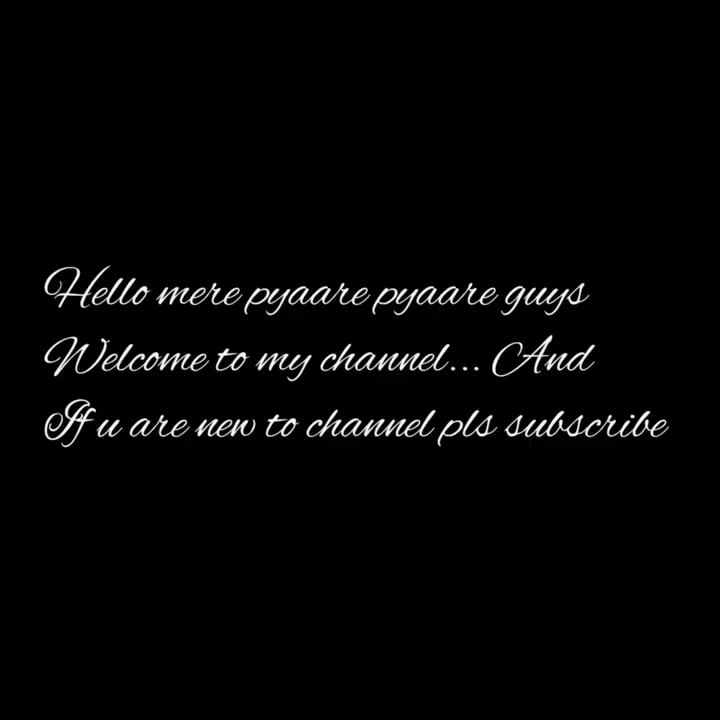 Hello mere pyaare pyaare guys
Welcome to my channel... And
If u are new to channel pls subscribe